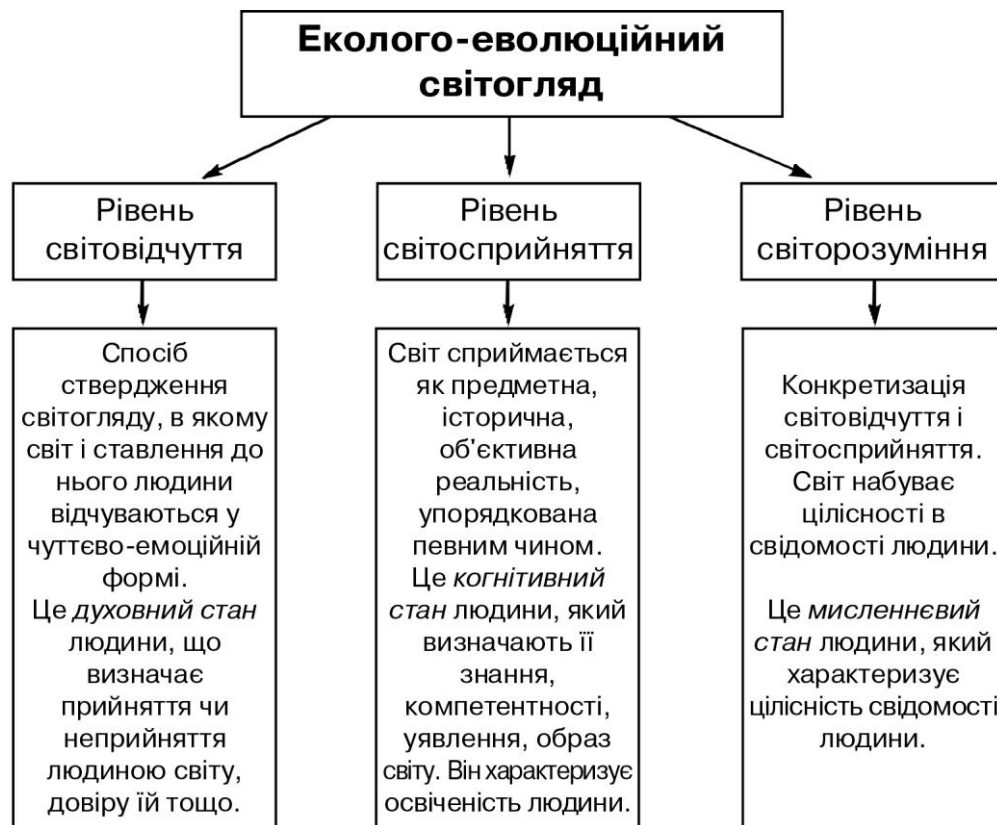 Еколого-еволюційний
світогляд
Рівень
світовідчуття
Рівень
світосприйняття
Рівень
світорозуміння
Спосіб
ствердження
світогляду, в якому
світ і ставлення до
нього людини
відчуваються у
чуттєво-емоційній
формі.
Це духовний стан
людини, що
визначає
прийняття чи
неприйняття
людиною світу,
довіру їй тощо.
Світ сприймається
як предметна,
історична,
об'єктивна
реальність,
упорядкована
певним чином.
Це когнітивний
стан людини, який
визначають її
знання,
компетентності,
уявлення, образ
світу. Він характеризує
освіченість людини.
Конкретизація
світовідчуття і
світосприйняття.
Світ набуває
цілісності в
свідомості людини.
Це мисленнєвий
стан людини, який
характеризує
цілісність свідомості
людини.